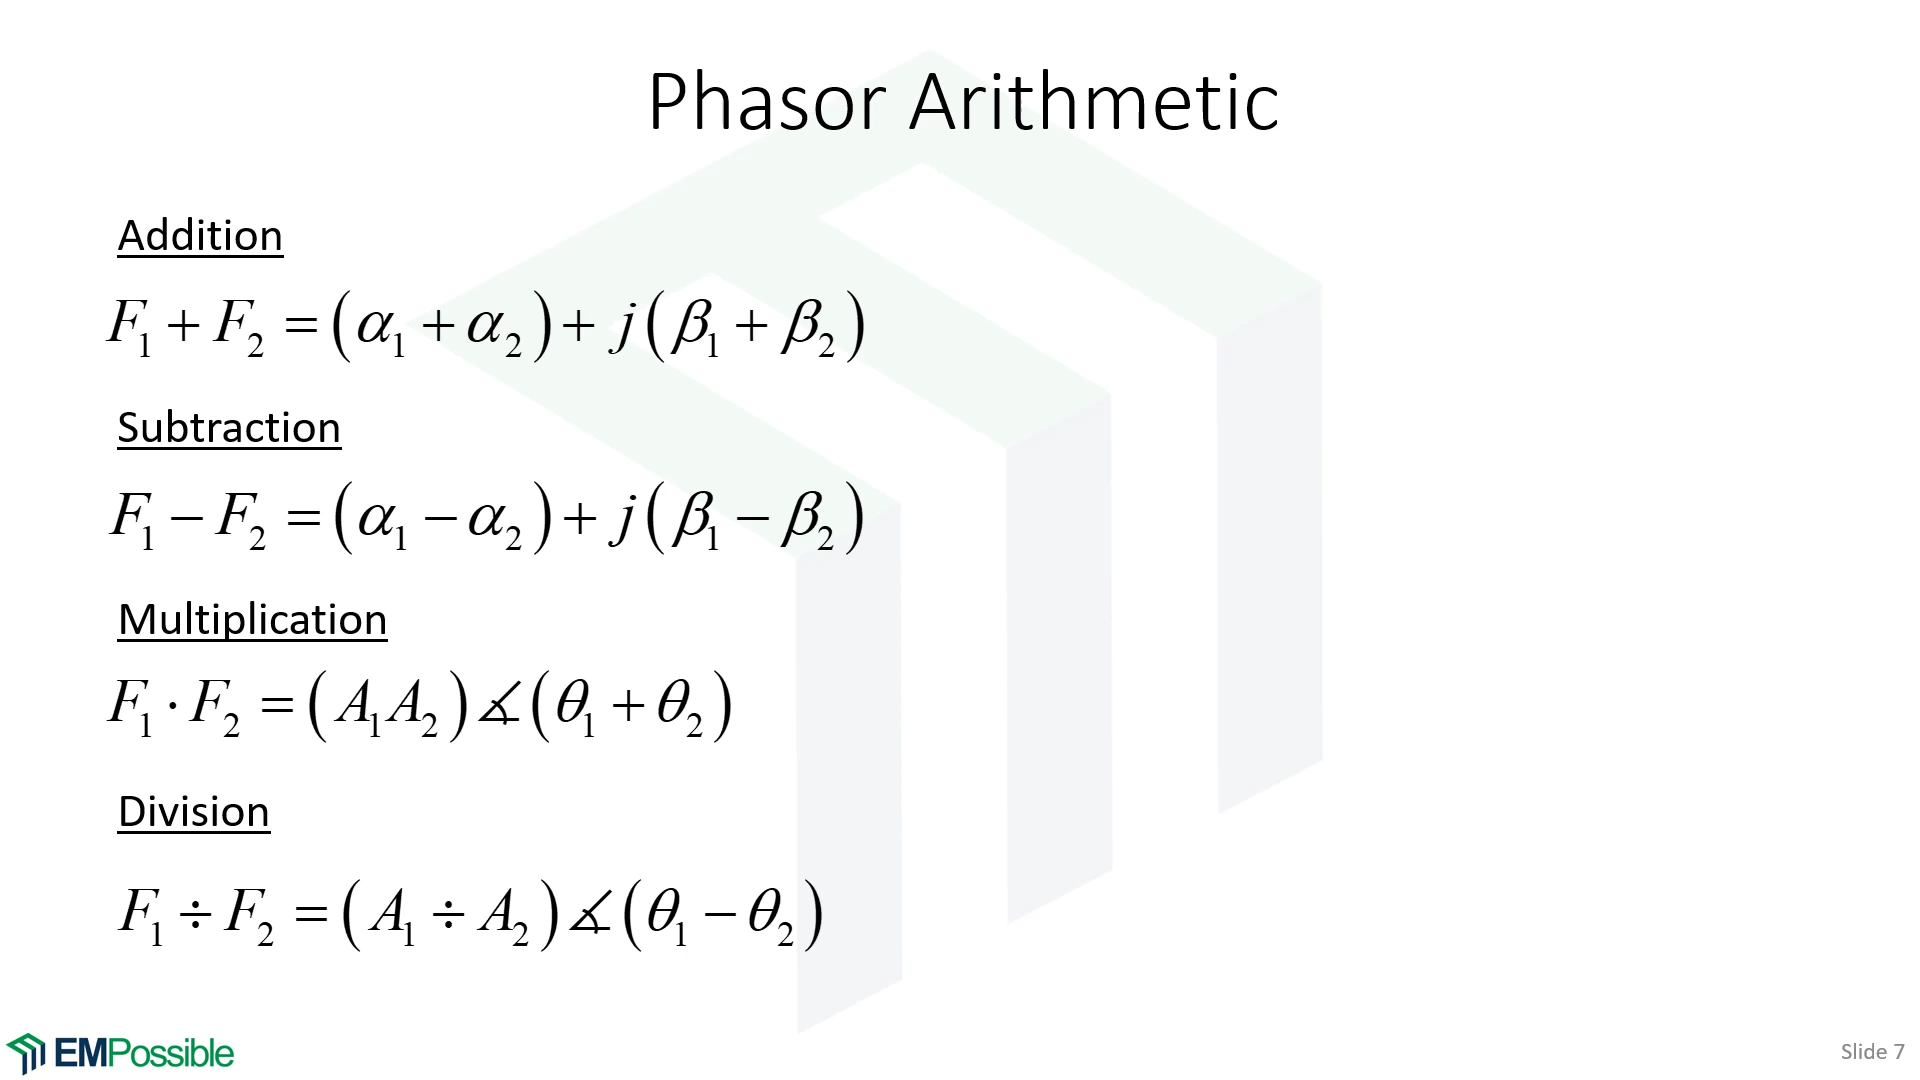 Phasor Arithmetic
Addition
F₁ + F₂ = (α₁ + α₂) + j(β₁ + β₂)
Subtraction
F₁ − F₂ = (α₁ − α₂) + j(β₁ − β₂)
Multiplication
F₁ · F₂ = (A₁A₂)∡(θ₁ + θ₂)
Division
F₁ ÷ F₂ = (A₁ ÷ A₂)∡(θ₁ − θ₂)
EMPossible
Slide 7